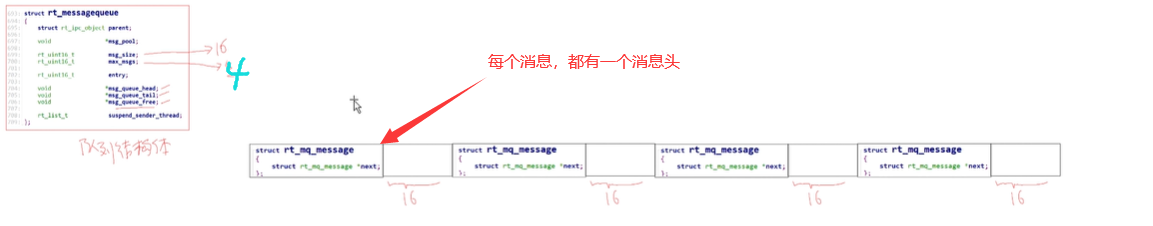 struct rt_messagequeue
{
struct rt_ipc_object parent;
void *msg_pool;
rt_uint16_t msg_size;
rt_uint16_t max_msgs;
rt_uint16_t entry;
void *msg_queue_head;
void *msg_queue_tail;
void *msg_queue_free;
rt_list_t suspend_sender_thread;
};
16
4
队列结构体
每个消息，都有一个消息头
struct rt_mq_message
{
struct rt_mq_message *next;
};
16
struct rt_mq_message
{
struct rt_mq_message *next;
};
16
struct rt_mq_message
{
struct rt_mq_message *next;
};
16
struct rt_mq_message
{
struct rt_mq_message *next;
};
16